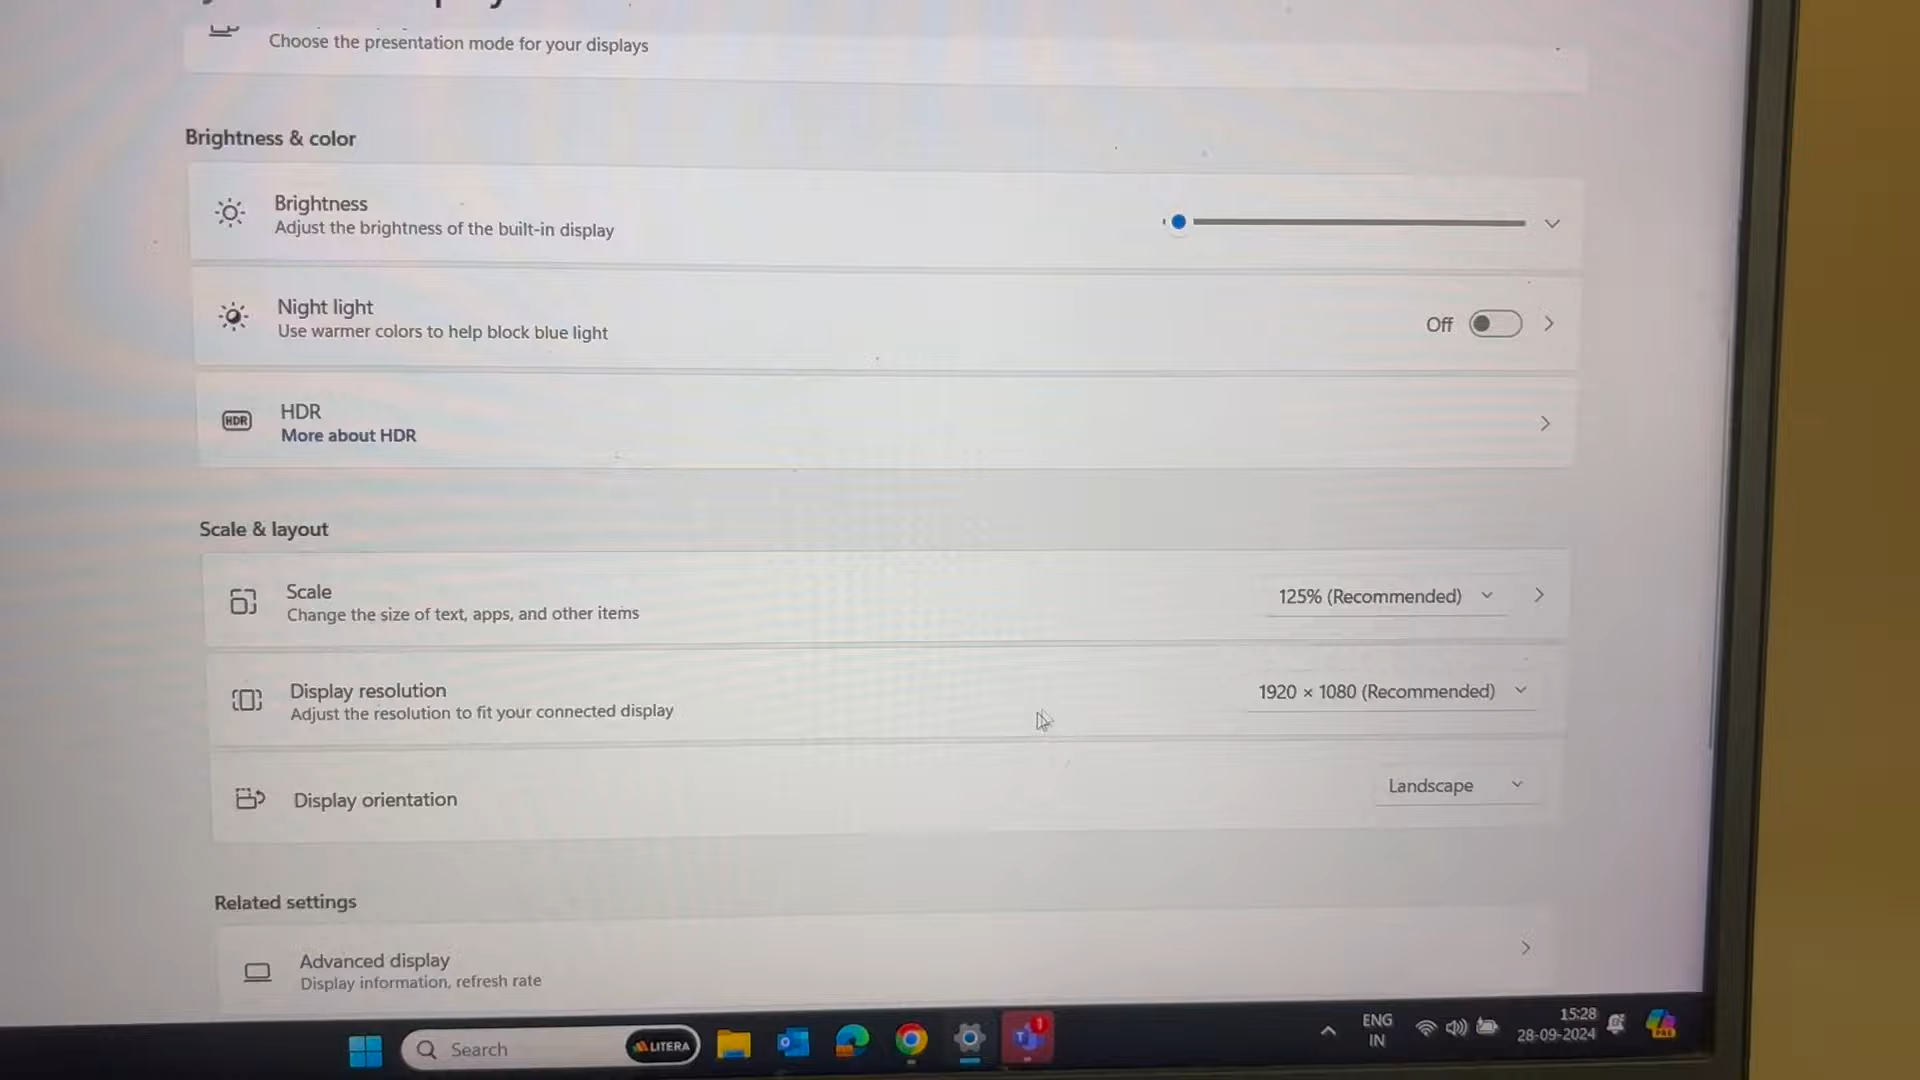 Choose the presentation mode for your displays
Brightness & color
Brightness
Adjust the brightness of the built-in display
Night light
Use warmer colors to help block blue light
Off
HDR
HDR
More about HDR
Scale & layout
Scale
Change the size of text, apps, and other items
125% (Recommended)
Display resolution
Adjust the resolution to fit your connected display
1920 × 1080 (Recommended)
Display orientation
Landscape
Related settings
Advanced display
Display information, refresh rate
Search
LITERA
1
ENG
IN
15:28
28-09-2024